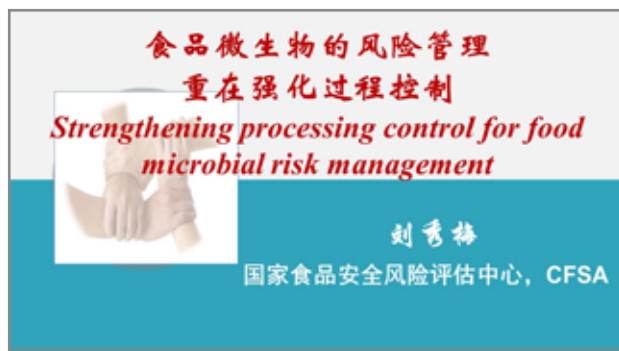 食品微生物的风险管理
重在强化过程控制
Strengthening processing control for food
microbial risk management
刘秀梅
国家食品安全风险评估中心，CFSA